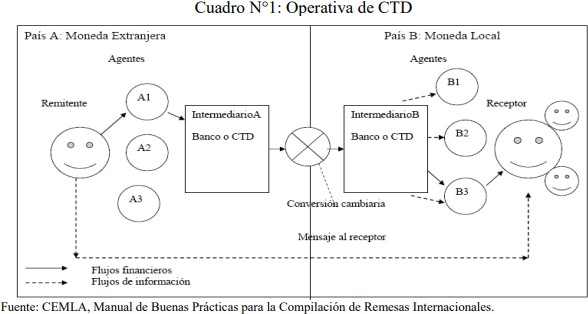 Cuadro N°1: Operativa de CTD
País A: Moneda Extranjera
País B: Moneda Local
Agentes
Agentes
A1
B1
Remitente
Receptor
IntermediarioA
IntermediarioB
Banco o CTD
Banco o CTD
B2
A2
A3
B3
Conversión cambiaria
Mensaje al receptor
Flujos financieros
Flujos de información
Fuente: CEMLA, Manual de Buenas Prácticas para la Compilación de Remesas Internacionales.